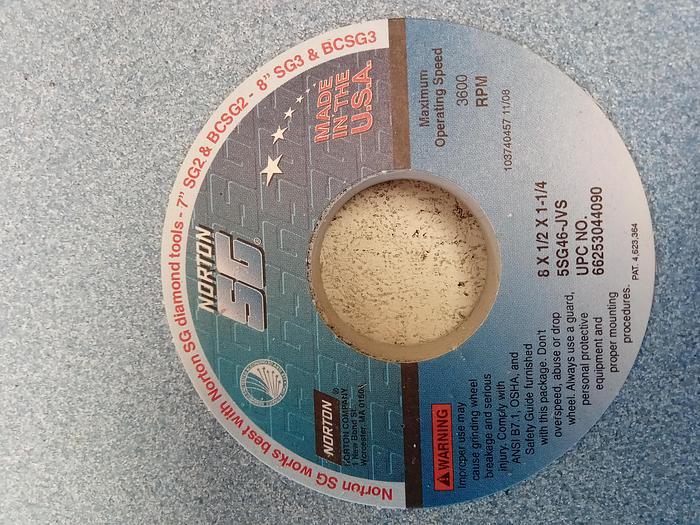 Norton SG works best with Norton SG diamond tools - 7" SG2 & BCSG2 - 8" SG3 & BCSG3
NORTON
SG®
MADE
IN THE
U.S.A.
NORTON®
NORTON COMPANY
1 New Bond St.
Worcester, MA
Maximum
Operating Speed
3600
RPM
103740457 11/08
WARNING
Improper use may
cause grinding wheel
breakage and serious
injury. Comply with
ANSI B7.1, OSHA, and
Safety Guide furnished
with this package. Don't
overspeed, abuse or drop
wheel. Always use a guard,
personal protective
equipment and
proper mounting
procedures.
8 X 1/2 X 1-1/4
5SG46-JVS
UPC NO.
66253044090
PAT. 4,623,364